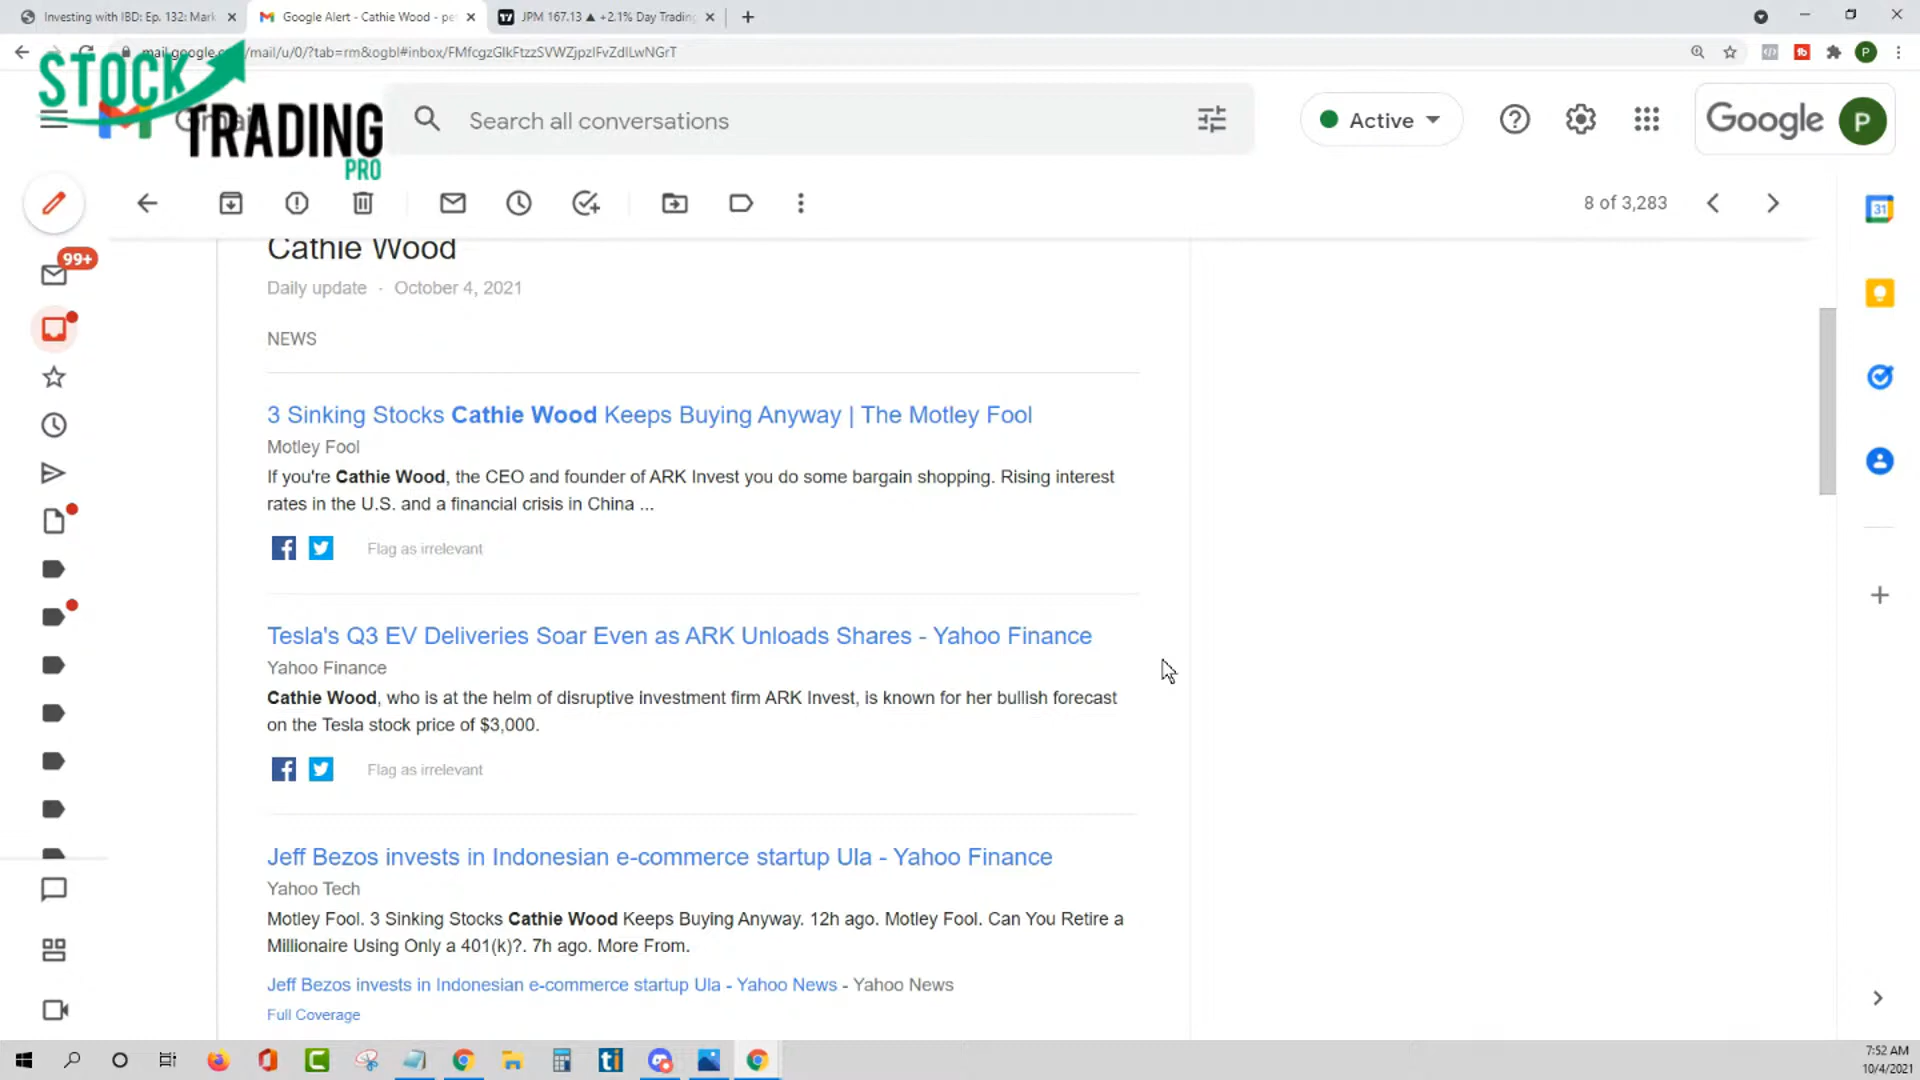 Investing with IBD: Ep. 132: Mark
Google Alert - Cathie Wood - pe
JPM 167.13 ▲ +2.1% Day Trading
/mail/u/0/?tab=rm&ogbl#inbox/FMfcgzGlkFtzzSVWZjpzlFvZdlLwNGrT
STOCK
TRADING
PRO
Search all conversations
Active
Google
P
8 of 3,283
99+
31
Cathie Wood
Daily update · October 4, 2021
NEWS
3 Sinking Stocks Cathie Wood Keeps Buying Anyway | The Motley Fool
Motley Fool
If you're Cathie Wood, the CEO and founder of ARK Invest you do some bargain shopping. Rising interest
rates in the U.S. and a financial crisis in China ...
Flag as irrelevant
Tesla's Q3 EV Deliveries Soar Even as ARK Unloads Shares - Yahoo Finance
Yahoo Finance
Cathie Wood, who is at the helm of disruptive investment firm ARK Invest, is known for her bullish forecast
on the Tesla stock price of $3,000.
Flag as irrelevant
Jeff Bezos invests in Indonesian e-commerce startup Ula - Yahoo Finance
Yahoo Tech
Motley Fool. 3 Sinking Stocks Cathie Wood Keeps Buying Anyway. 12h ago. Motley Fool. Can You Retire a
Millionaire Using Only a 401(k)?. 7h ago. More From.
Jeff Bezos invests in Indonesian e-commerce startup Ula - Yahoo News - Yahoo News
Full Coverage
7:52 AM
10/4/2021